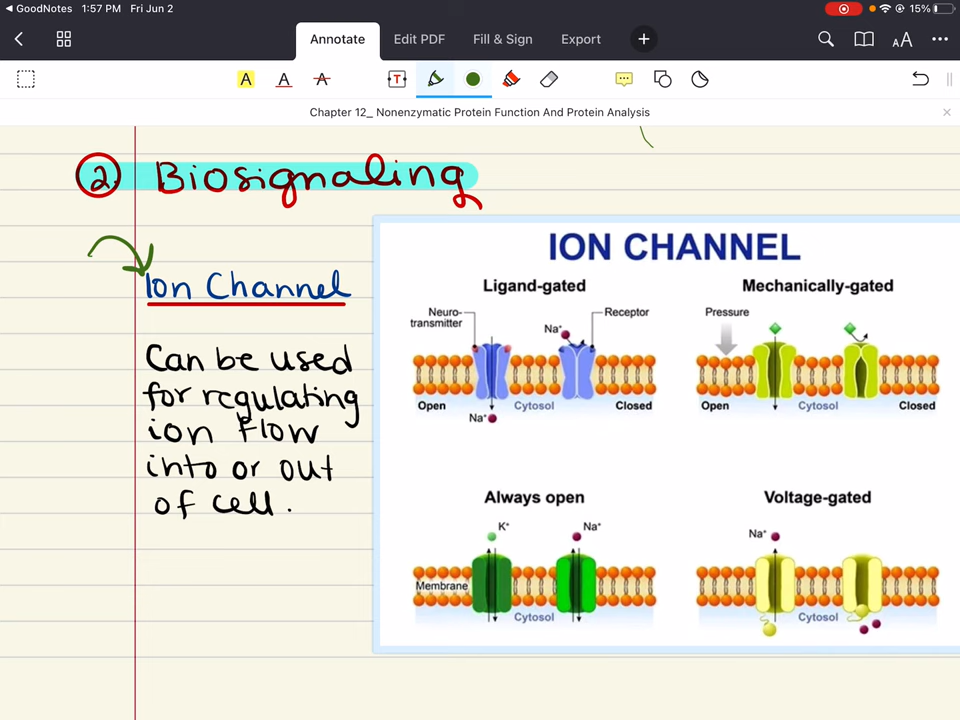 GoodNotes 1:57 PM Fri Jun 2 15%
Annotate Edit PDF Fill & Sign Export
AA
A A A T
Chapter 12_ Nonenzymatic Protein Function And Protein Analysis
2 Biosignaling
Ion Channel
Can be used
for regulating
ion flow
into or out
of cell.
ION CHANNEL
Ligand-gated
Neuro-
transmitter
Na+
Receptor
Open
Cytosol
Closed
Na+
Mechanically-gated
Pressure
Open
Cytosol
Closed
Always open
K+
Na+
Membrane
Cytosol
Voltage-gated
Na+
Cytosol